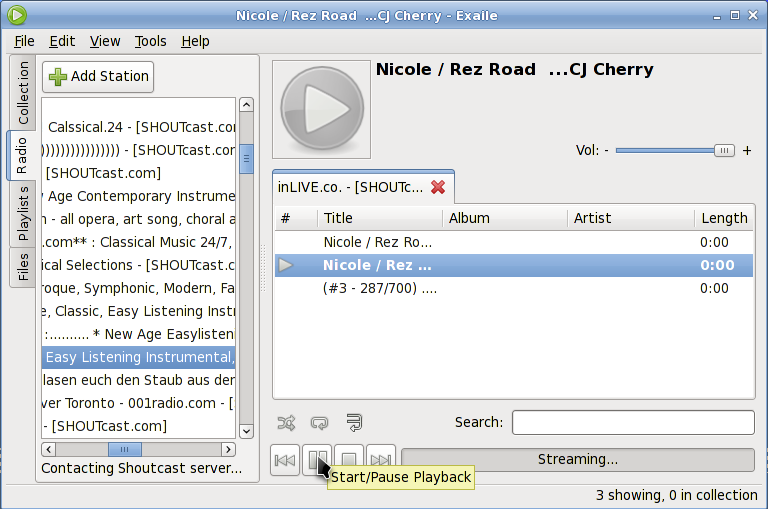 Nicole / Rez Road ...CJ Cherry - Exaile
File Edit View Tools Help
Collection
Radio
Playlists
Files
Add Station
Calssical.24 - [SHOUTcast.co
)))))))))))))))) - [SHOUTcast.cor
[SHOUTcast.com]
Age Contemporary Instrume
- all opera, art song, choral a
.com** : Classical Music 24/7,
ical Selections - [SHOUTcast.c
roque, Symphonic, Modern, Fa
e, Classic, Easy Listening Inst
:.......... * New Age Easylisten
Easy Listening Instrumental,
lasen euch den Staub aus der
ver Toronto - 001radio.com - [
- [SHOUTcast.com]
Contacting Shoutcast server...
Nicole / Rez Road ...CJ Cherry
Vol: - +
inLIVE.co. - [SHOUTc...
# Title Album Artist Length
Nicole / Rez Ro... 0:00
Nicole / Rez ... 0:00
(#3 - 287/700) .... 0:00
Search:
Streaming...
Start/Pause Playback
3 showing, 0 in collection